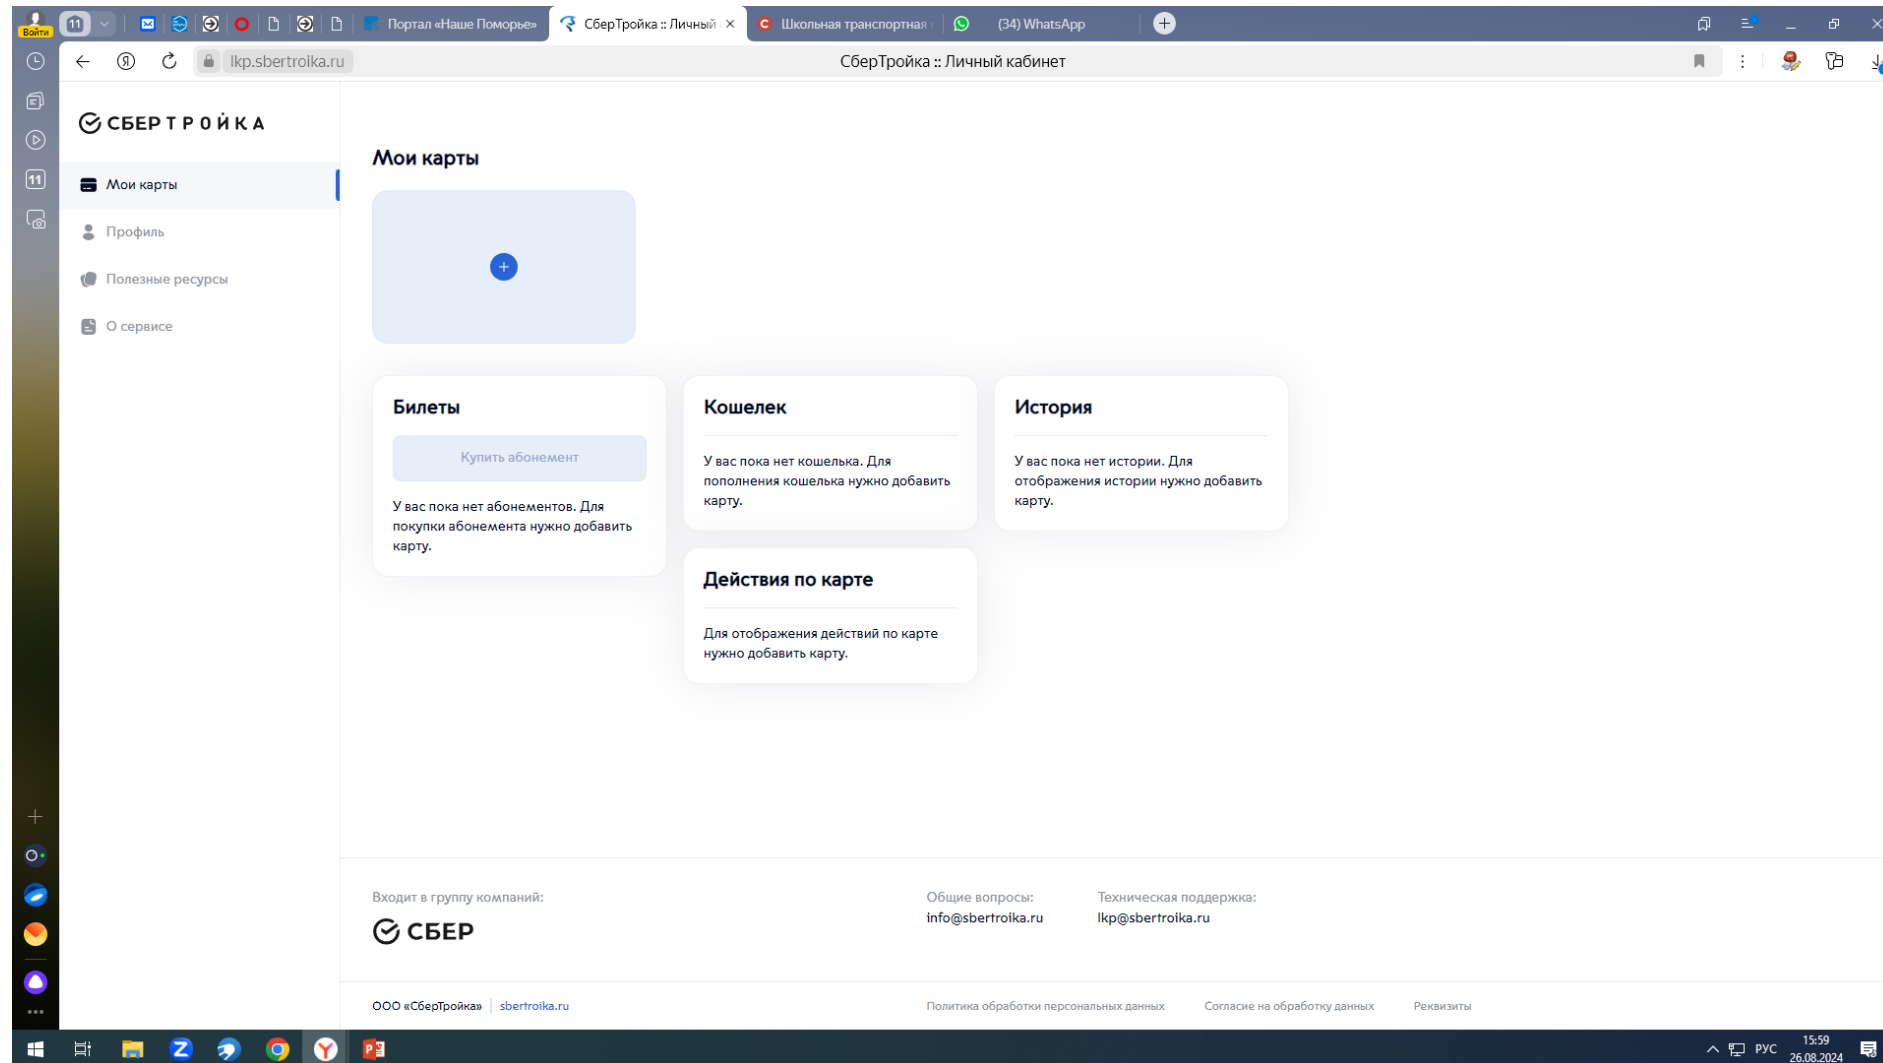 Войти
11
Портал «Наше Поморье»
СберТройка :: Личный
Школьная транспортная
(34) WhatsApp
lkp.sbertroika.ru
СберТройка :: Личный кабинет
11
СБЕРТРОЙКА
Мои карты
Профиль
Полезные ресурсы
О сервисе
Мои карты
Билеты
Купить абонемент
У вас пока нет абонементов. Для
покупки абонемента нужно добавить
карту.
Кошелек
У вас пока нет кошелька. Для
пополнения кошелька нужно добавить
карту.
История
У вас пока нет истории. Для
отображения истории нужно добавить
карту.
Действия по карте
Для отображения действий по карте
нужно добавить карту.
Входит в группу компаний:
СБЕР
Общие вопросы:
info@sbertroika.ru
Техническая поддержка:
lkp@sbertroika.ru
ООО «СберТройка»
sbertroika.ru
Политика обработки персональных данных
Согласие на обработку данных
Реквизиты
РУС
15:59
26.08.2024